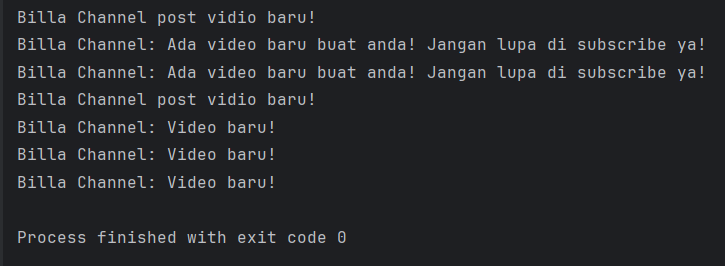 Billa Channel post vidio baru!
Billa Channel: Ada video baru buat anda! Jangan lupa di subscribe ya!
Billa Channel: Ada video baru buat anda! Jangan lupa di subscribe ya!
Billa Channel post vidio baru!
Billa Channel: Video baru!
Billa Channel: Video baru!
Billa Channel: Video baru!
Process finished with exit code 0